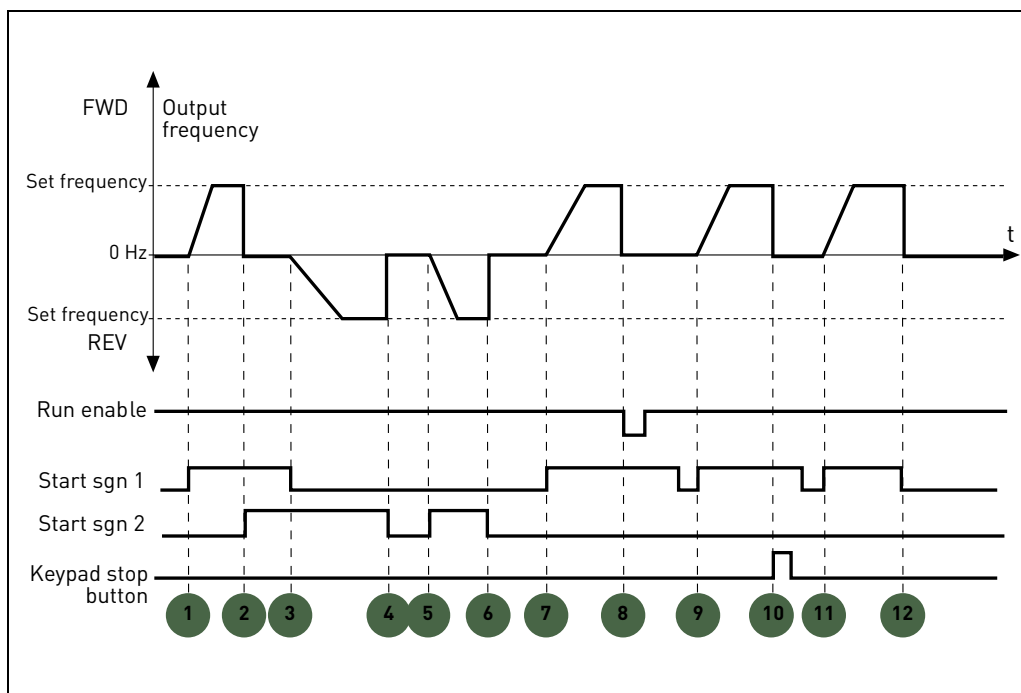 FWD
Output
frequency
Set frequency
0 Hz
t
Set frequency
REV
Run enable
Start sgn 1
Start sgn 2
Keypad stop
button
1 2 3 4 5 6 7 8 9 10 11 12